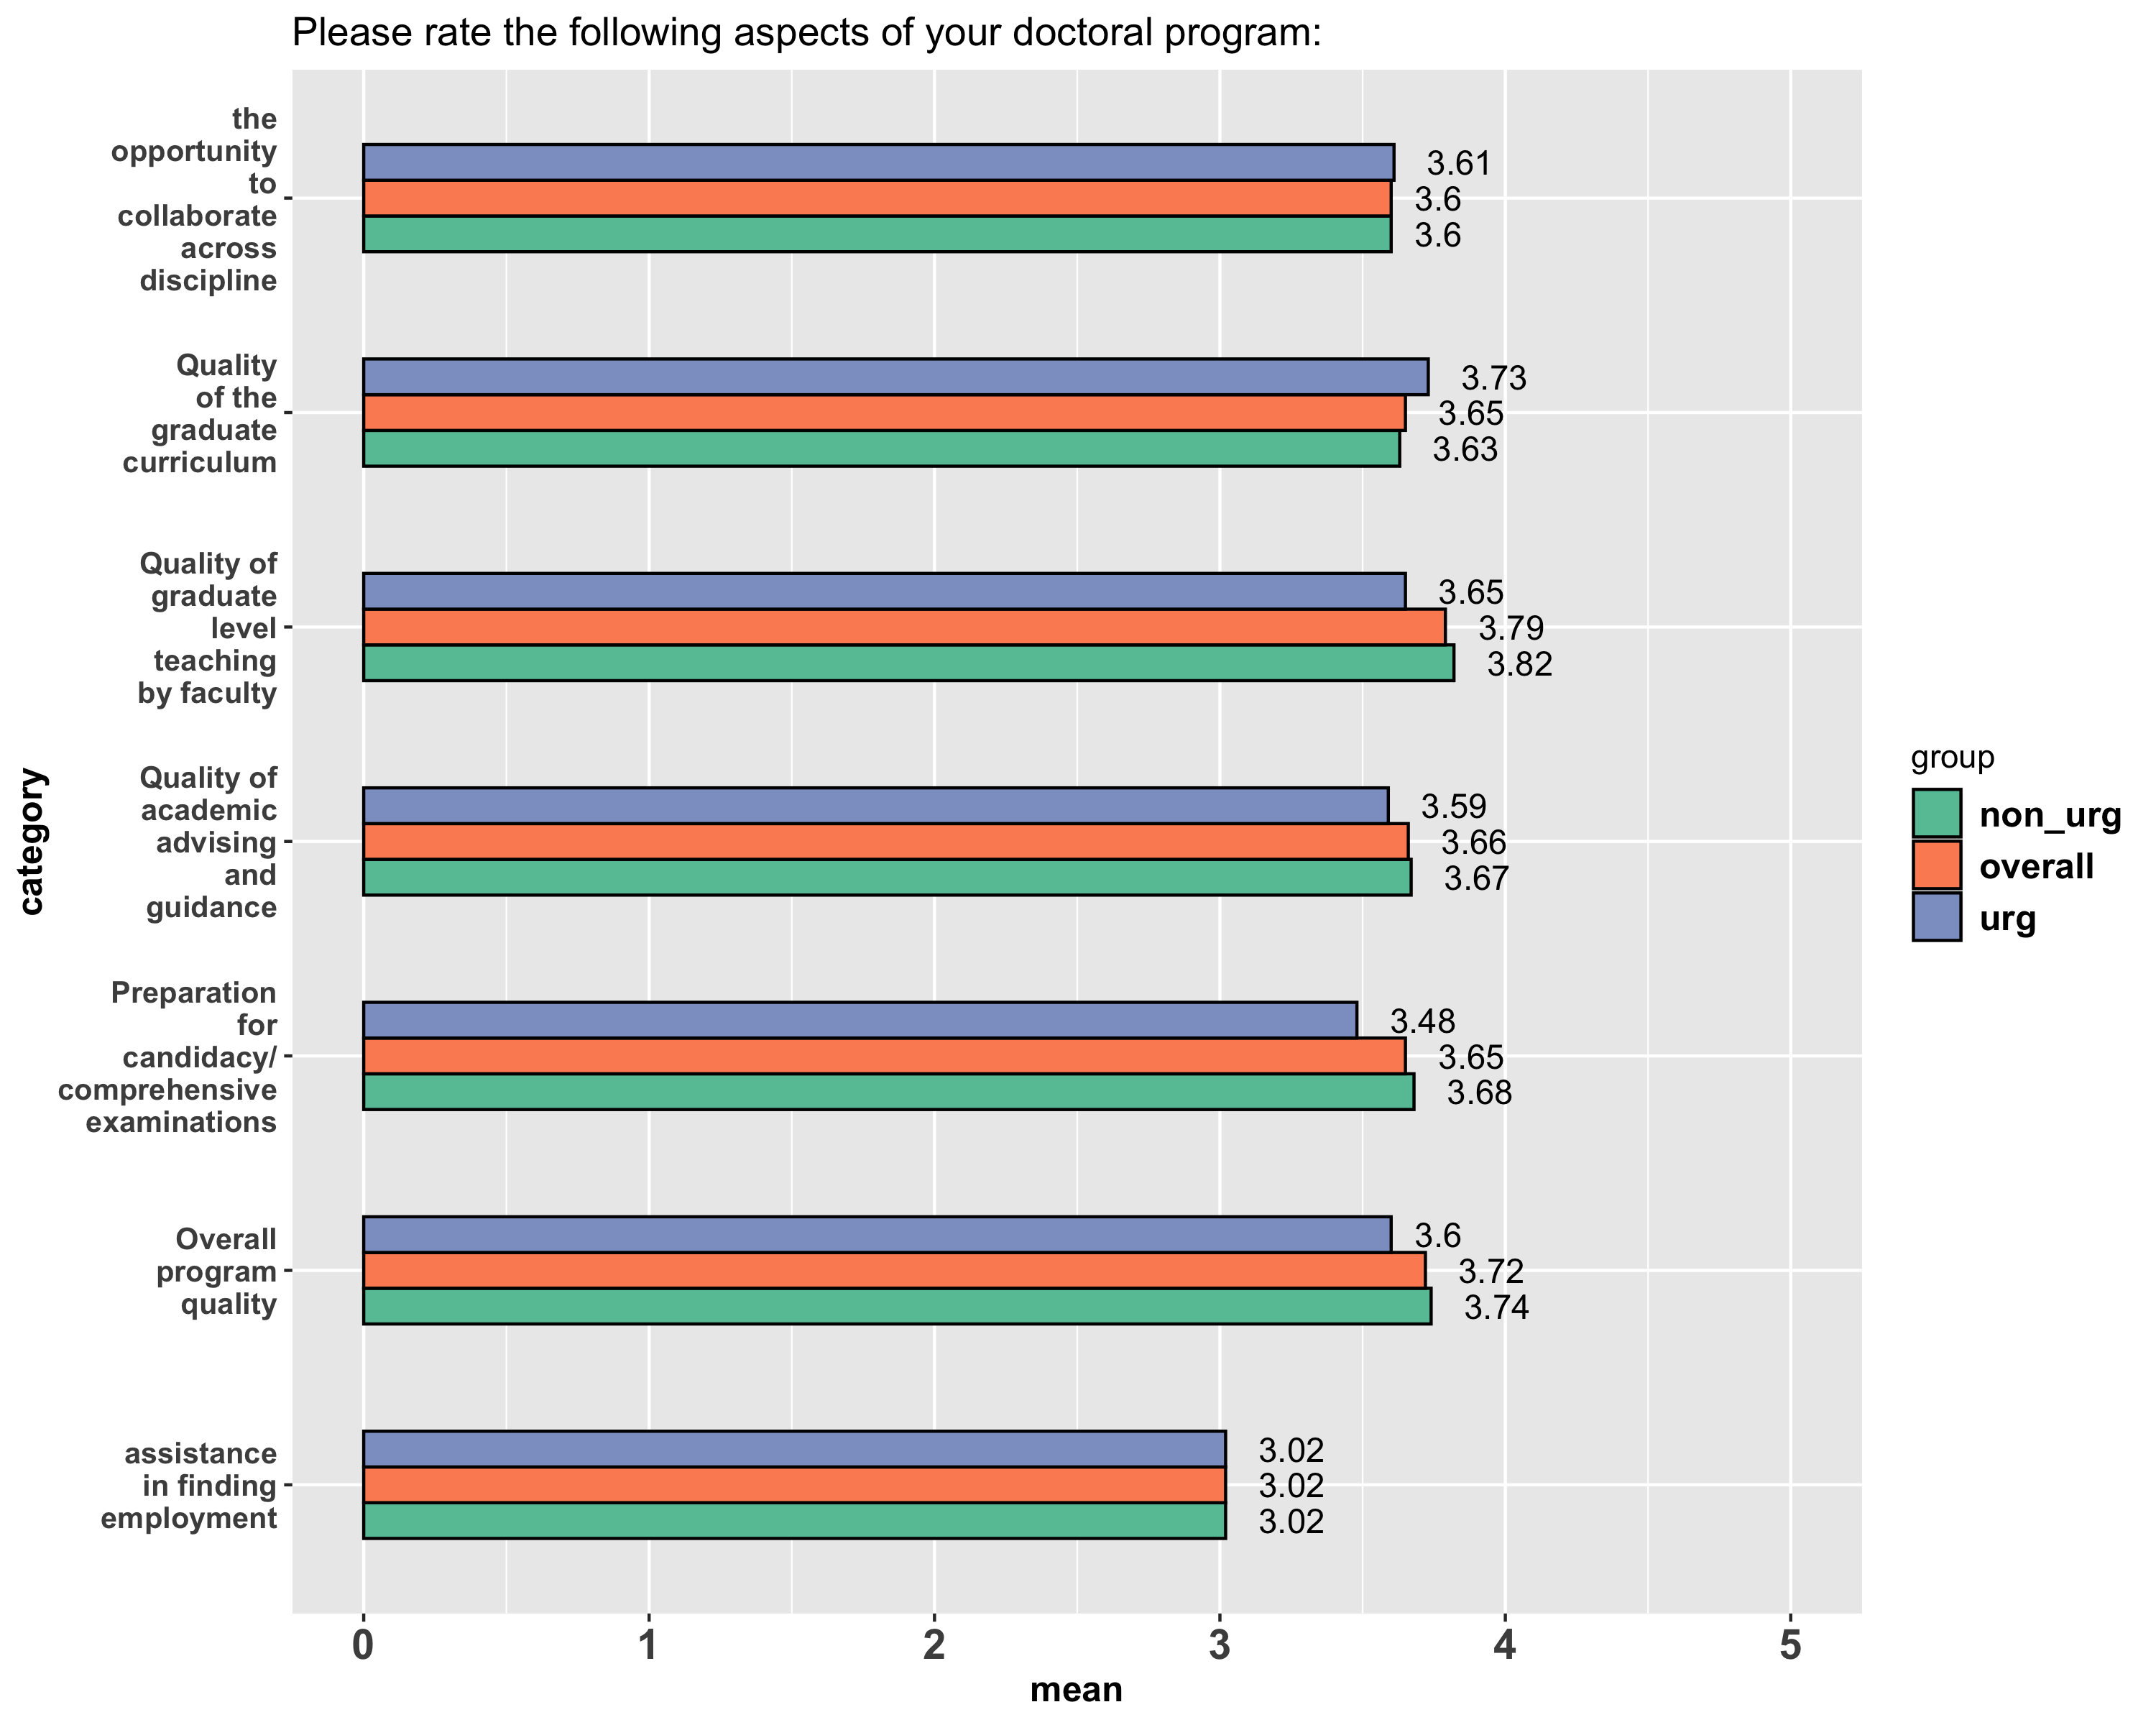 Please rate the following aspects of your doctoral program:
the
opportunity
to
collaborate
across
discipline
3.61
3.6
3.6
Quality
of the
graduate
curriculum
3.73
3.65
3.63
Quality of
graduate
level
teaching
by faculty
3.65
3.79
3.82
Quality of
academic
advising
and
guidance
3.59
3.66
3.67
Preparation
for
candidacy/
comprehensive
examinations
3.48
3.65
3.68
Overall
program
quality
3.6
3.72
3.74
assistance
in finding
employment
3.02
3.02
3.02
category
0 1 2 3 4 5
mean
group
non_urg
overall
urg